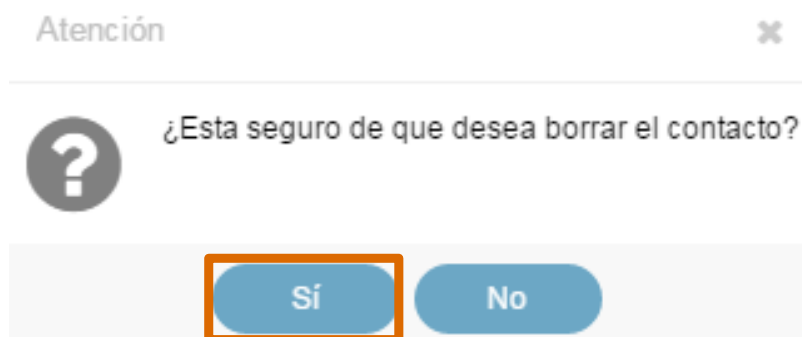 Atención
¿Esta seguro de que desea borrar el contacto?
Sí No